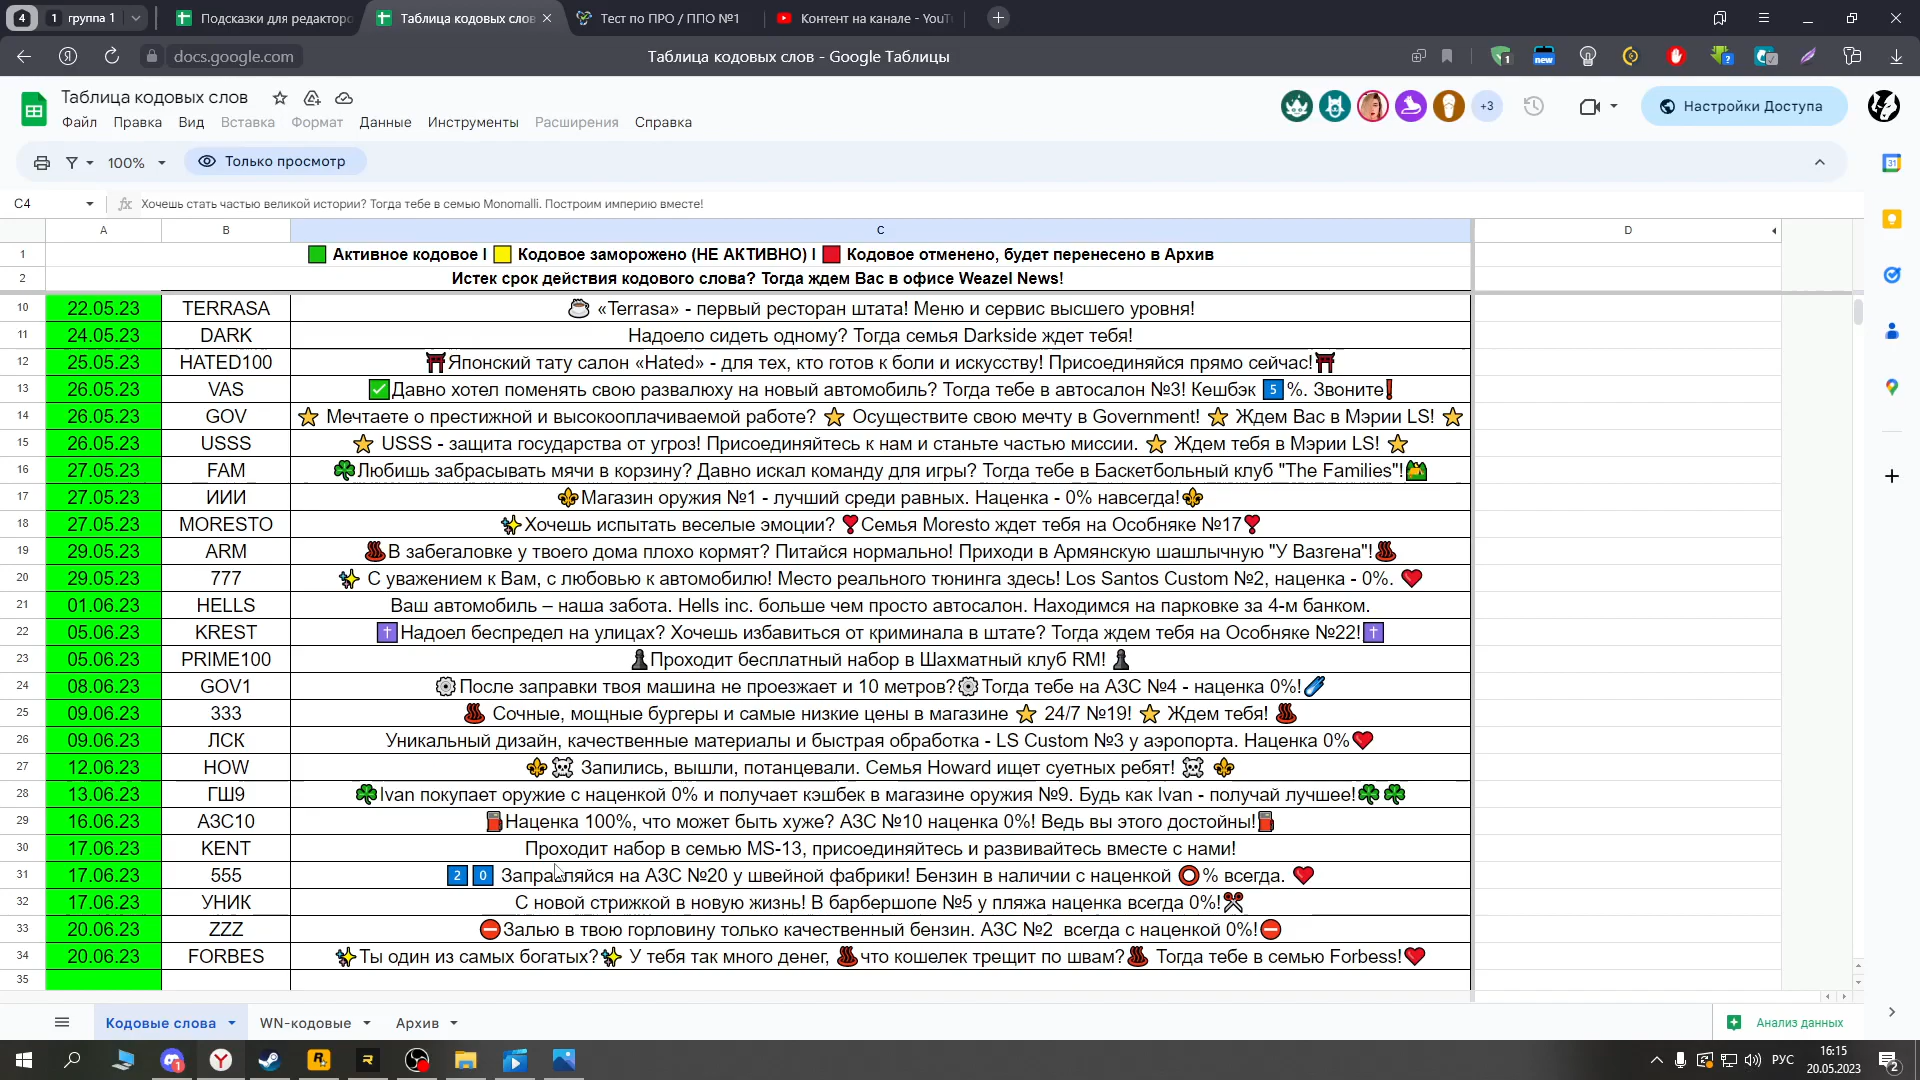 4 1 группа 1 Подсказки для редакторо Таблица кодовых слов Тест по ПРО / ППО №1 Контент на канале - YouT
docs.google.com Таблица кодовых слов - Google Таблицы
Таблица кодовых слов
+3 Настройки Доступа
Файл Правка Вид Вставка Формат Данные Инструменты Расширения Справка
100% Только просмотр
C4 fx Хочешь стать частью великой истории? Тогда тебе в семью Monomalli. Построим империю вместе!
A B C D
1 Активное кодовое I Кодовое заморожено (НЕ АКТИВНО) I Кодовое отменено, будет перенесено в Архив
2 Истек срок действия кодового слова? Тогда ждем Вас в офисе Weazel News!
10 22.05.23 TERRASA ☕ «Terrasa» - первый ресторан штата! Меню и сервис высшего уровня!
11 24.05.23 DARK Надоело сидеть одному? Тогда семья Darkside ждет тебя!
12 25.05.23 HATED100 ⛩Японский тату салон «Hated» - для тех, кто готов к боли и искусству! Присоединяйся прямо сейчас!⛩
13 26.05.23 VAS ✅Давно хотел поменять свою развалюху на новый автомобиль? Тогда тебе в автосалон №3! Кешбэк 5️⃣%. Звоните❗
14 26.05.23 GOV ⭐ Мечтаете о престижной и высокооплачиваемой работе? ⭐ Осуществите свою мечту в Government! ⭐ Ждем Вас в Мэрии LS! ⭐
15 26.05.23 USSS ⭐ USSS - защита государства от угроз! Присоединяйтесь к нам и станьте частью миссии. ⭐ Ждем тебя в Мэрии LS! ⭐
16 27.05.23 FAM ☘Любишь забрасывать мячи в корзину? Давно искал команду для игры? Тогда тебе в Баскетбольный клуб "The Families"!🏕
17 27.05.23 ИИИ ⚜Магазин оружия №1 - лучший среди равных. Наценка - 0% навсегда!⚜
18 27.05.23 MORESTO ✨Хочешь испытать веселые эмоции? ❣Семья Moresto ждет тебя на Особняке №17❣
19 29.05.23 ARM ♨В забегаловке у твоего дома плохо кормят? Питайся нормально! Приходи в Армянскую шашлычную "У Вазгена"!♨
20 29.05.23 777 ✨ С уважением к Вам, с любовью к автомобилю! Место реального тюнинга здесь! Los Santos Custom №2, наценка - 0%. ❤
21 01.06.23 HELLS Ваш автомобиль – наша забота. Hells inc. больше чем просто автосалон. Находимся на парковке за 4-м банком.
22 05.06.23 KREST ✝Надоел беспредел на улицах? Хочешь избавиться от криминала в штате? Тогда ждем тебя на Особняке №22!✝
23 05.06.23 PRIME100 ♟Проходит бесплатный набор в Шахматный клуб RM! ♟
24 08.06.23 GOV1 ⚙После заправки твоя машина не проезжает и 10 метров?⚙Тогда тебе на АЗС №4 - наценка 0%!☄
25 09.06.23 333 ♨ Сочные, мощные бургеры и самые низкие цены в магазине ⭐ 24/7 №19! ⭐ Ждем тебя! ♨
26 09.06.23 ЛСК Уникальный дизайн, качественные материалы и быстрая обработка - LS Custom №3 у аэропорта. Наценка 0%❤
27 12.06.23 HOW ⚜☠ Запились, вышли, потанцевали. Семья Howard ищет суетных ребят! ☠ ⚜
28 13.06.23 ГШ9 ☘Ivan покупает оружие с наценкой 0% и получает кэшбек в магазине оружия №9. Будь как Ivan - получай лучшее!☘☘
29 16.06.23 АЗС10 ⛽Наценка 100%, что может быть хуже? АЗС №10 наценка 0%! Ведь вы этого достойны!⛽
30 17.06.23 KENT Проходит набор в семью MS-13, присоединяйтесь и развивайтесь вместе с нами!
31 17.06.23 555 2️⃣ 0️⃣ Заправляйся на АЗС №20 у швейной фабрики! Бензин в наличии с наценкой ⭕% всегда. ❤
32 17.06.23 УНИК С новой стрижкой в новую жизнь! В барбершопе №5 у пляжа наценка всегда 0%!✂
33 20.06.23 ZZZ ⛔Залью в твою горловину только качественный бензин. АЗС №2 всегда с наценкой 0%!⛔
34 20.06.23 FORBES ✨Ты один из самых богатых?✨ У тебя так много денег, ♨что кошелек трещит по швам?♨ Тогда тебе в семью Forbess!❤
35
Кодовые слова WN-кодовые Архив Анализ данных
РУС 16:15
20.05.2023 2